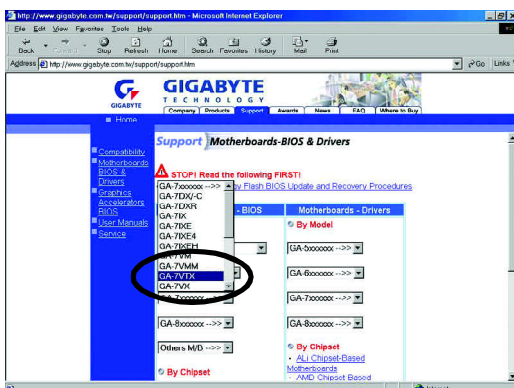 http://www.gigabyte.com.tw/support/support.htm - Microsoft Internet Explorer
File Edit View Favorites Tools Help
Back Stop Refresh Home Search Favorites History Mail Print
Address http://www.gigabyte.com.tw/support/support.htm Go Links
GIGABYTE
GIGABYTE
TECHNOLOGY
Company Products Support Awards News FAQ Where to Buy
Home
Support Motherboards-BIOS & Drivers
Compatibility
Motherboards
BIOS &
Drivers
Graphics
Accelerators
BIOS
User Manuals
Service
STOP! Read the following FIRST!
Flash BIOS Update and Recovery Procedures
GA-7xxxxxx -->>
GA-7DX/-C
GA-7DXR
GA-7IX
GA-7IXE
GA-7IXE4
GA-7IXEH
GA-7VM
GA-7VMM
GA-7VTX
GA-7VX
GA-7xxxxxx -->>
GA-8xxxxxx -->>
Others M/B -->>
By Chipset
- BIOS
Motherboards - Drivers
By Model
GA-5xxxxxx -->>
GA-6xxxxxx -->>
GA-7xxxxxx -->>
GA-8xxxxxx -->>
By Chipset
ALi Chipset-Based
Motherboards
AMD Chipset Based